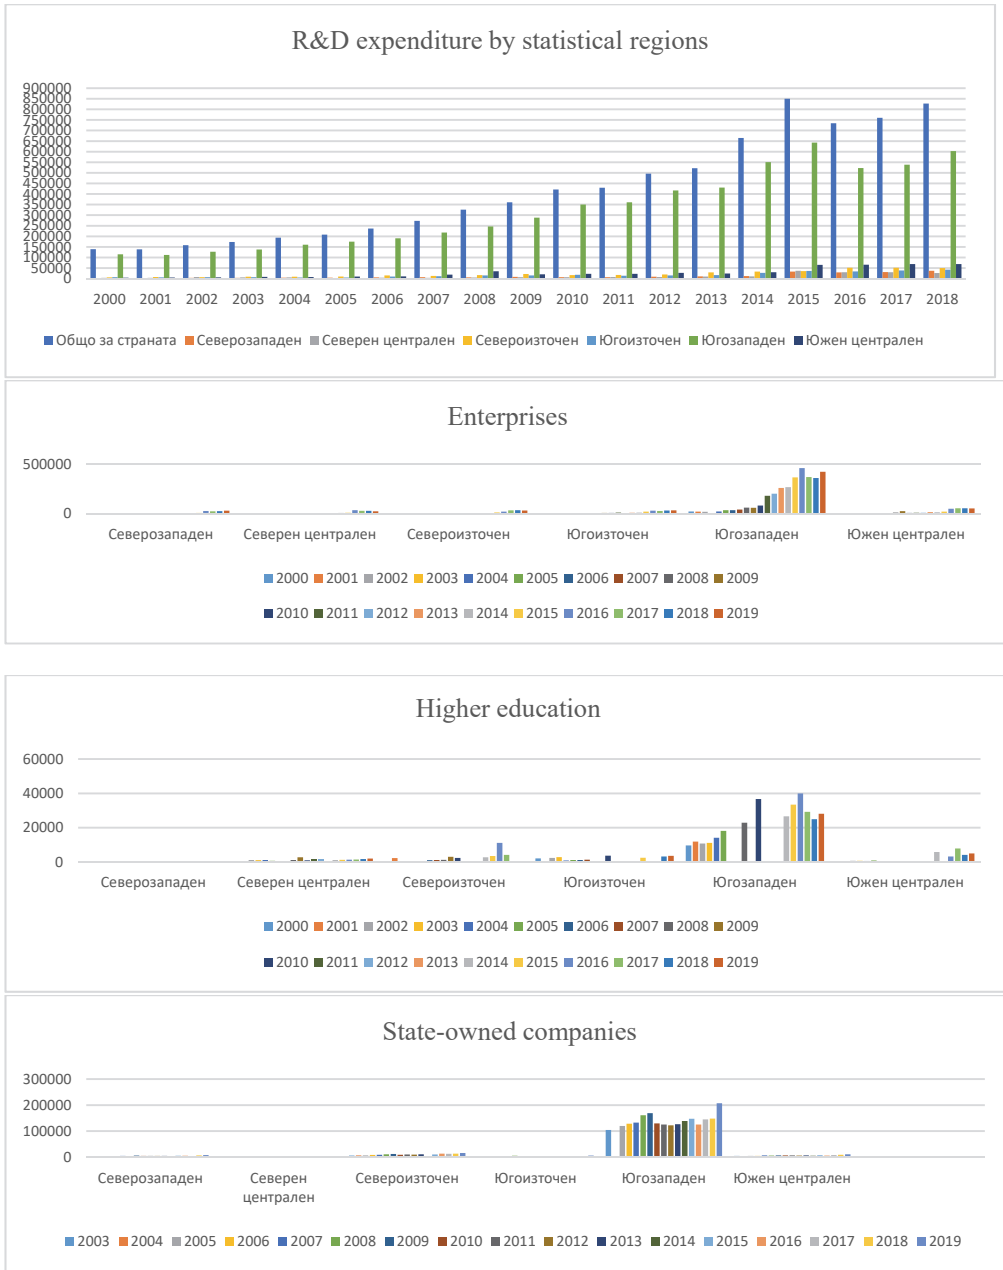 R&D expenditure by statistical regions
900000
850000
800000
750000
700000
650000
600000
550000
500000
450000
400000
350000
300000
250000
200000
150000
100000
50000
0
2000 2001 2002 2003 2004 2005 2006 2007 2008 2009 2010 2011 2012 2013 2014 2015 2016 2017 2018
Общо за страната Северозападен Северен централен Североизточен Югоизточен Югозападен Южен централен
Enterprises
500000
0
Северозападен Северен централен Североизточен Югоизточен Югозападен Южен централен
2000 2001 2002 2003 2004 2005 2006 2007 2008 2009
2010 2011 2012 2013 2014 2015 2016 2017 2018 2019
Higher education
60000
40000
20000
0
Северозападен Северен централен Североизточен Югоизточен Югозападен Южен централен
2000 2001 2002 2003 2004 2005 2006 2007 2008 2009
2010 2011 2012 2013 2014 2015 2016 2017 2018 2019
State-owned companies
300000
200000
100000
0
Северозападен Северен Североизточен Югоизточен Югозападен Южен централен
централен
2003 2004 2005 2006 2007 2008 2009 2010 2011 2012 2013 2014 2015 2016 2017 2018 2019